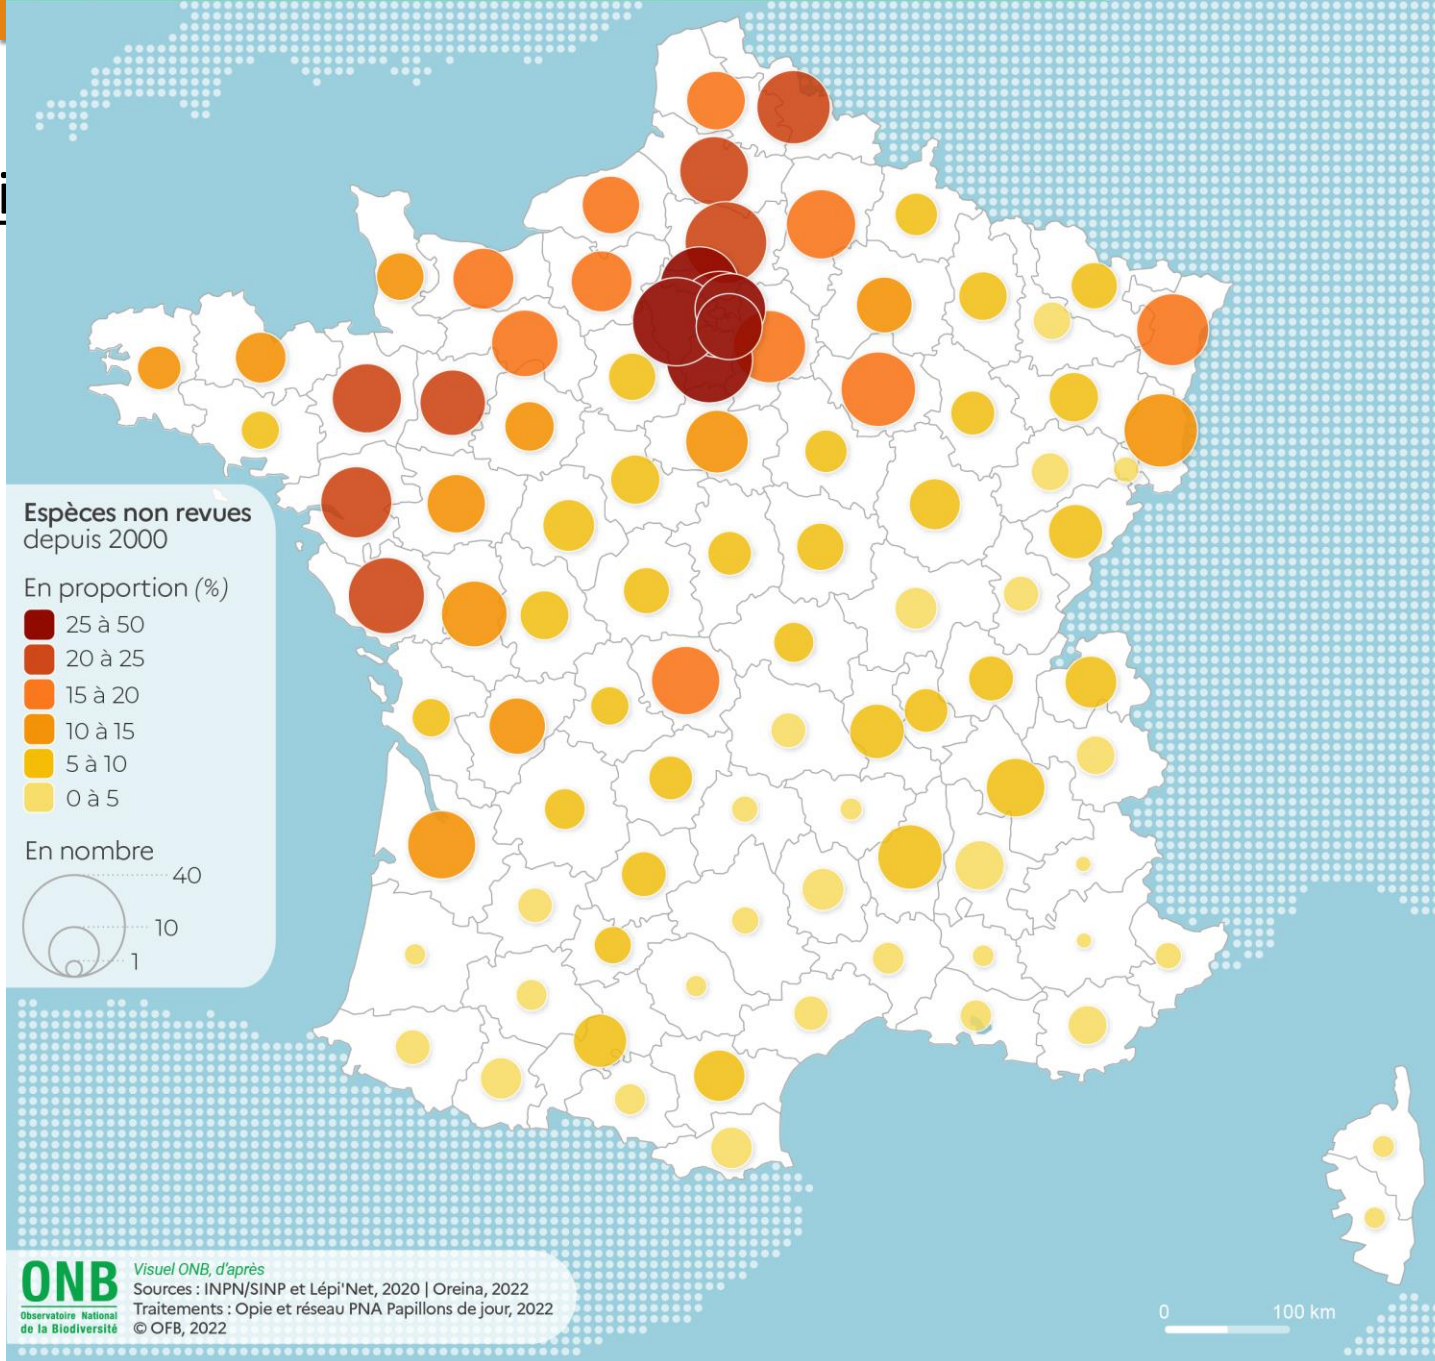 i
Espèces non revues
depuis 2000
En proportion (%)
25 à 50
20 à 25
15 à 20
10 à 15
5 à 10
0 à 5
En nombre
40
10
1
ONB
Observatoire National
de la Biodiversité
Visuel ONB, d'après
Sources : INPN/SINP et Lépi'Net, 2020 | Oreina, 2022
Traitements : Opie et réseau PNA Papillons de jour, 2022
© OFB, 2022
0 100 km